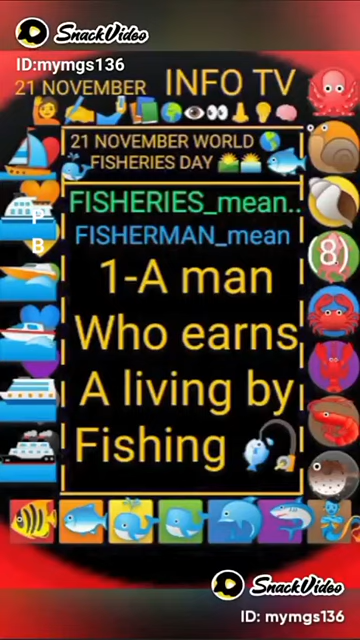 SnackVideo
ID:mymgs136
21 NOVEMBER INFO TV
21 NOVEMBER WORLD
FISHERIES DAY
FISHERIES_mean..
FISHERMAN_mean
P
B
8)
1-A man
Who earns
A living by
Fishing
SnackVideo
ID: mymgs136